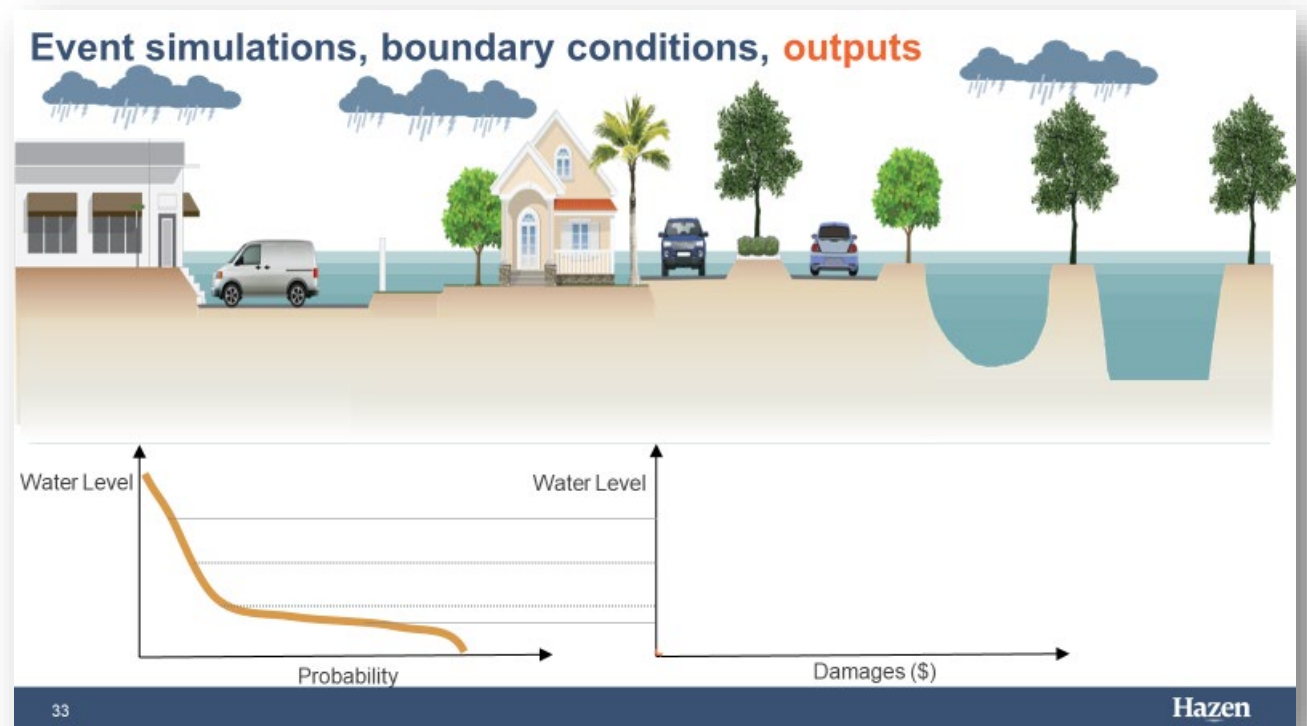 Event simulations, boundary conditions, outputs
Water Level
Water Level
Probability
Damages ($)
33
Hazen